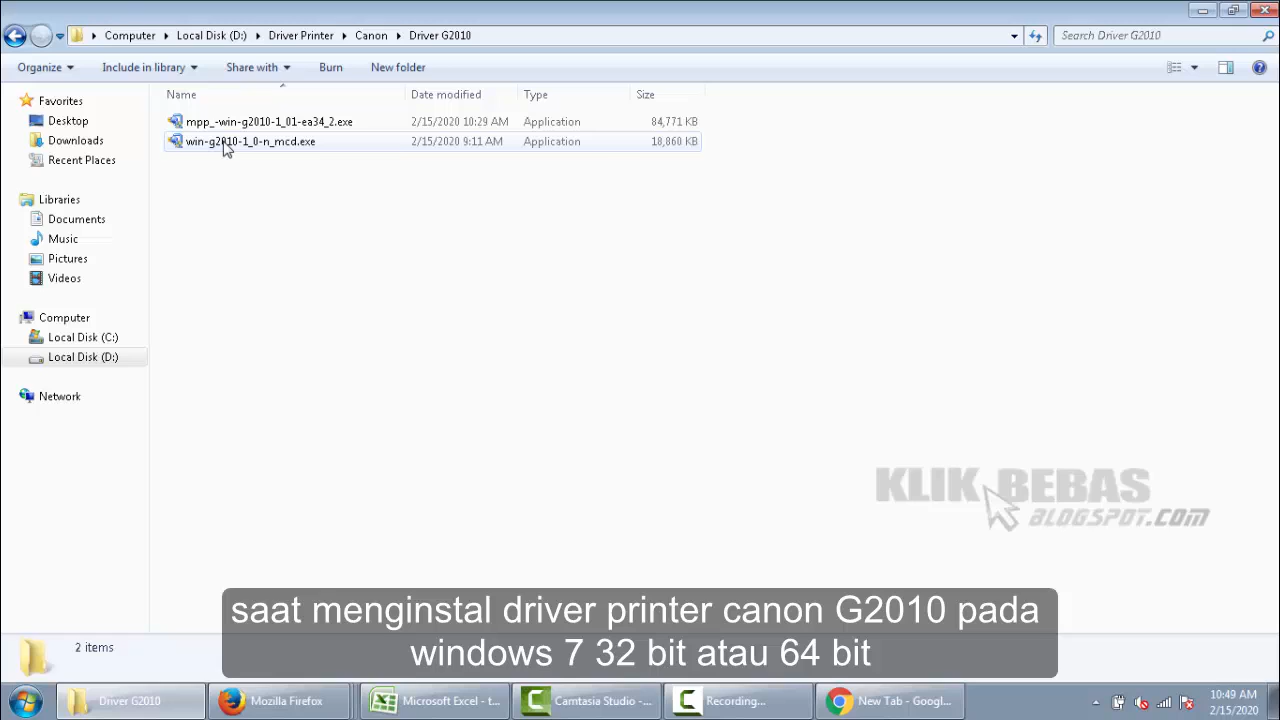 Computer Local Disk (D:) Driver Printer Canon Driver G2010
Search Driver G2010
Organize Include in library Share with Burn New folder
Name Date modified Type Size
mpp_-win-g2010-1_01-ea34_2.exe 2/15/2020 10:29 AM Application 84,771 KB
win-g2010-1_0-n_mcd.exe 2/15/2020 9:11 AM Application 18,860 KB
Favorites
Desktop
Downloads
Recent Places
Libraries
Documents
Music
Pictures
Videos
Computer
Local Disk (C:)
Local Disk (D:)
Network
KLIK BEBAS
BLOGSPOT.COM
saat menginstal driver printer canon G2010 pada
windows 7 32 bit atau 64 bit
2 items
Driver G2010 Mozilla Firefox Microsoft Excel - t... Camtasia Studio -... Recording... New Tab - Googl...
10:49 AM
2/15/2020